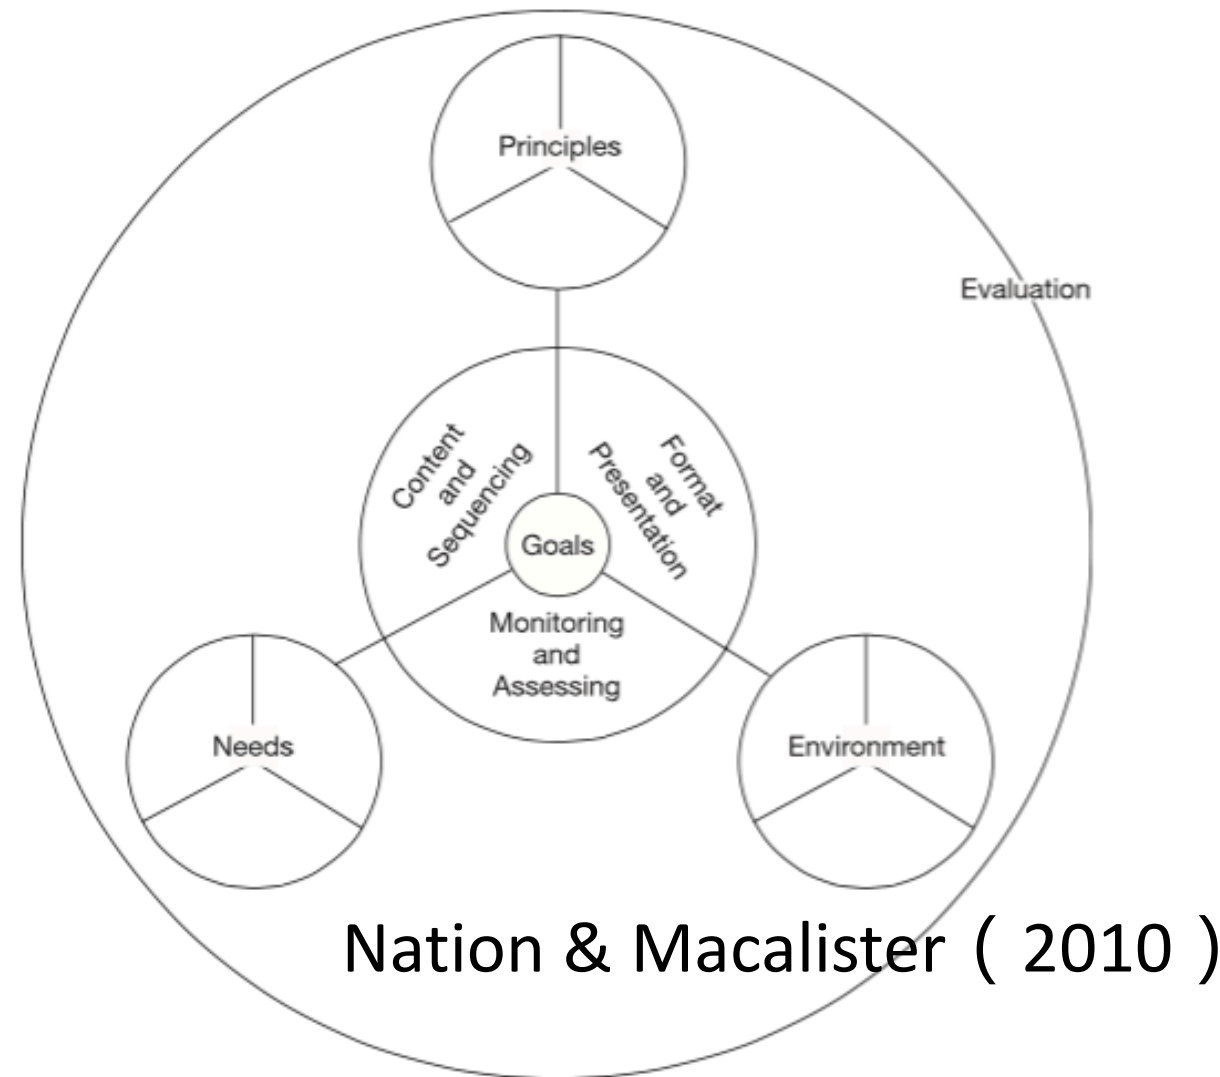 Principles
Evaluation
Content
and
Sequencing
Format
and
Presentation
Goals
Monitoring
and
Assessing
Needs
Environment
Nation & Macalister ( 2010 )